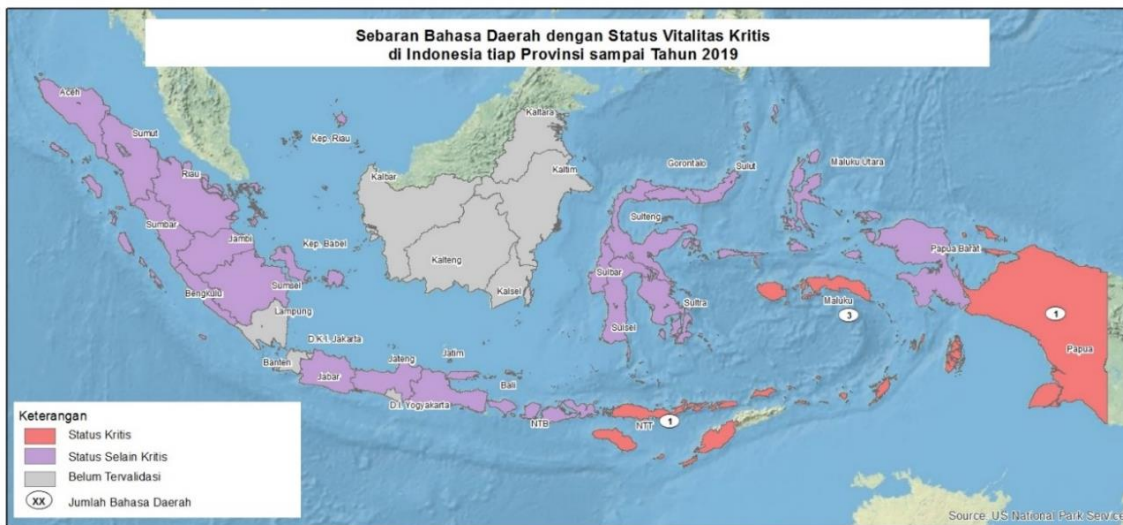 Sebaran Bahasa Daerah dengan Status Vitalitas Kritis
di Indonesia tiap Provinsi sampai Tahun 2019
Aceh
Sumut
Kep. Riau
Riau
Sumbar
Jambi
Kep. Babel
Bengkulu
Sumsel
Lampung
Kaltara
Kalbar
Kaltim
Kalteng
Kalsel
Gorontalo
Sulut
Maluku Utara
Sulteng
Sulbar
Sultra
Sulsel
Papua Barat
Maluku
3
1
Papua
D.K.I. Jakarta
Banten
Jabar
Jateng
Jatim
D.I. Yogyakarta
Bali
NTB
NTT
1
Keterangan
Status Kritis
Status Selain Kritis
Belum Tervalidasi
XX Jumlah Bahasa Daerah
Source: US National Park Service